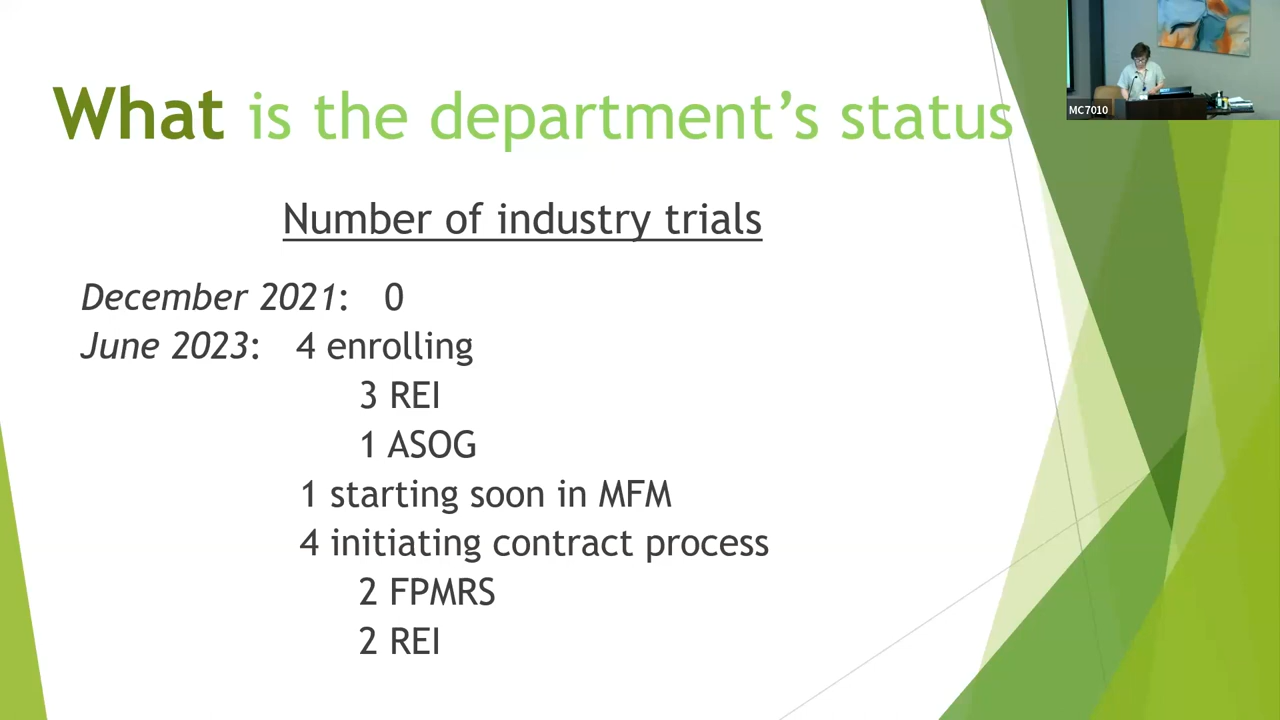 What is the department’s status
MC7010
Number of industry trials
December 2021: 0
June 2023: 4 enrolling
3 REI
1 ASOG
1 starting soon in MFM
4 initiating contract process
2 FPMRS
2 REI